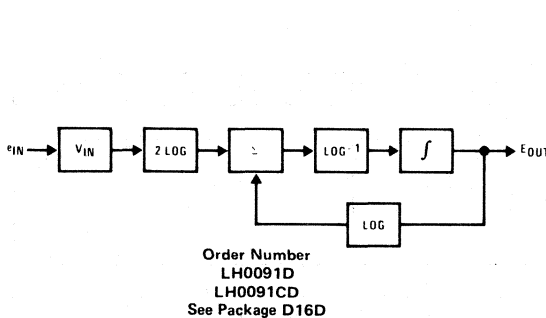 eIN VIN 2 LOG Σ LOG⁻¹ ∫ EOUT
LOG
Order Number
LH0091D
LH0091CD
See Package D16D